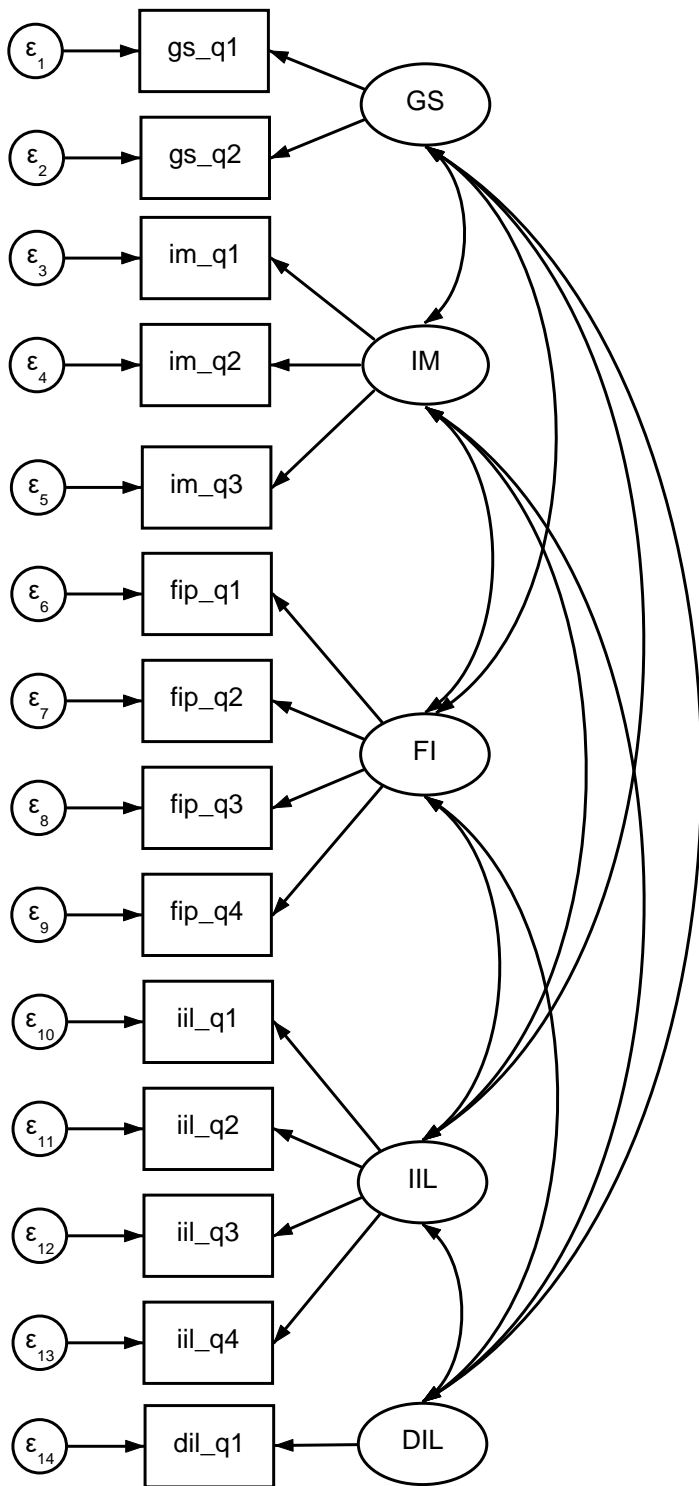 ε1 gs_q1
GS
ε2 gs_q2
ε3 im_q1
ε4 im_q2 IM
ε5 im_q3
ε6 fip_q1
ε7 fip_q2
FI
ε8 fip_q3
ε9 fip_q4
ε10 iil_q1
ε11 iil_q2
IIL
ε12 iil_q3
ε13 iil_q4
ε14 dil_q1 DIL